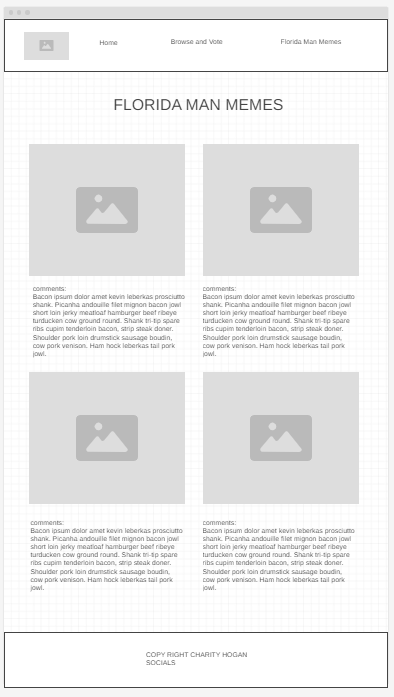 Home
Browse and Vote
Florida Man Memes
FLORIDA MAN MEMES
comments:
Bacon ipsum dolor amet kevin leberkas prosciutto
shank. Picanha andouille filet mignon bacon jowl
short loin jerky meatloaf hamburger beef ribeye
turducken cow ground round. Shank tri-tip spare
ribs cupim tenderloin bacon, strip steak doner.
Shoulder pork loin drumstick sausage boudin,
cow pork venison. Ham hock leberkas tail pork
jowl.
comments:
Bacon ipsum dolor amet kevin leberkas prosciutto
shank. Picanha andouille filet mignon bacon jowl
short loin jerky meatloaf hamburger beef ribeye
turducken cow ground round. Shank tri-tip spare
ribs cupim tenderloin bacon, strip steak doner.
Shoulder pork loin drumstick sausage boudin,
cow pork venison. Ham hock leberkas tail pork
jowl.
comments:
Bacon ipsum dolor amet kevin leberkas prosciutto
shank. Picanha andouille filet mignon bacon jowl
short loin jerky meatloaf hamburger beef ribeye
turducken cow ground round. Shank tri-tip spare
ribs cupim tenderloin bacon, strip steak doner.
Shoulder pork loin drumstick sausage boudin,
cow pork venison. Ham hock leberkas tail pork
jowl.
comments:
Bacon ipsum dolor amet kevin leberkas prosciutto
shank. Picanha andouille filet mignon bacon jowl
short loin jerky meatloaf hamburger beef ribeye
turducken cow ground round. Shank tri-tip spare
ribs cupim tenderloin bacon, strip steak doner.
Shoulder pork loin drumstick sausage boudin,
cow pork venison. Ham hock leberkas tail pork
jowl.
COPY RIGHT CHARITY HOGAN
SOCIALS